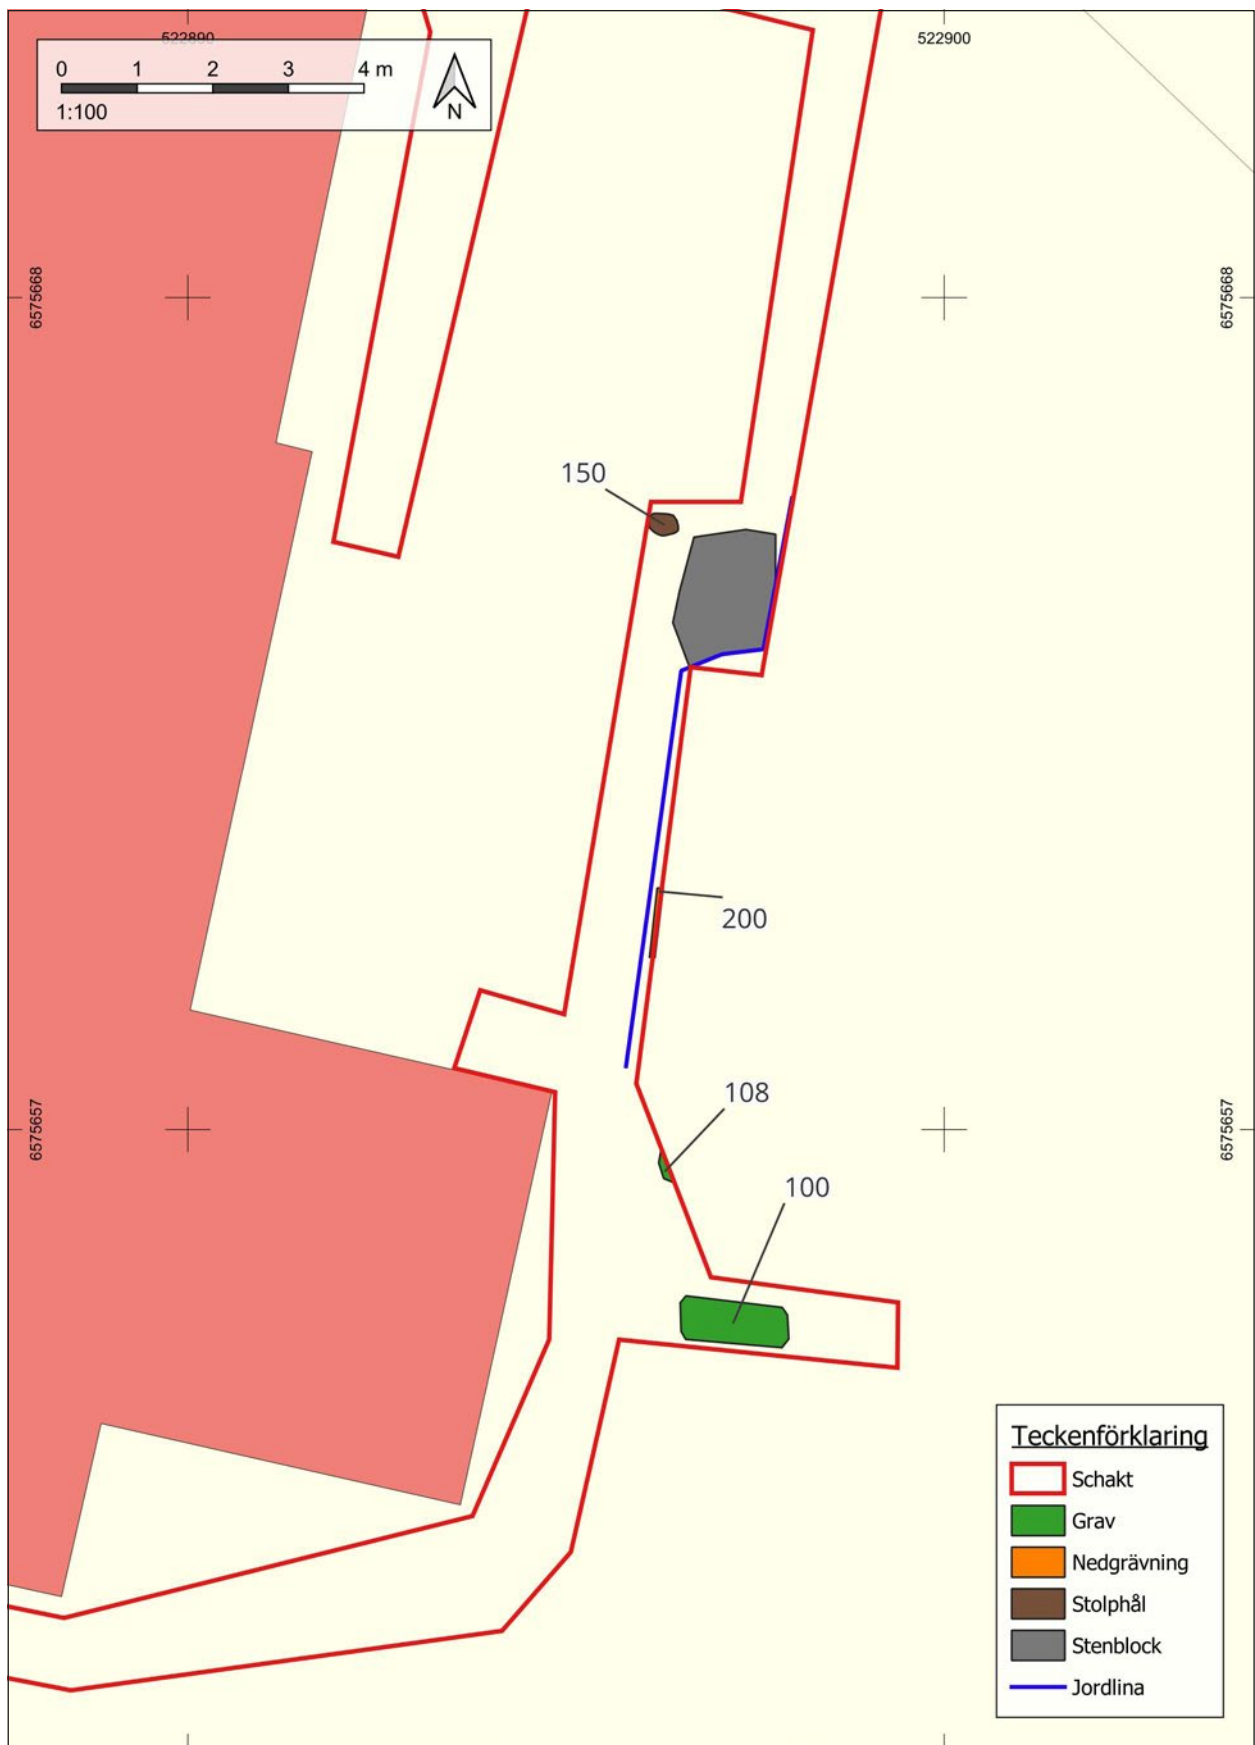 522890
522900
0 1 2 3 4 m
1:100
N
6575668
6575668
150
200
108
6575657
6575657
100
Teckenförklaring
Schakt
Grav
Nedgrävning
Stolphål
Stenblock
Jordlina